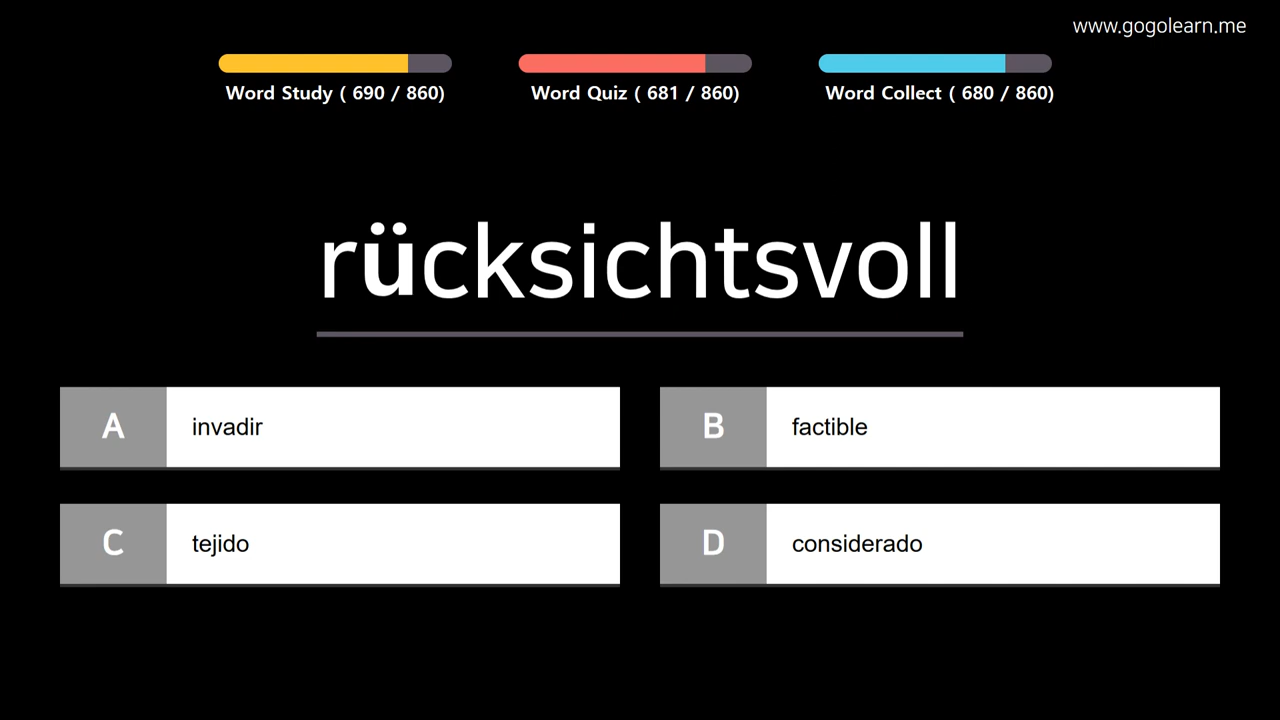 www.gogolearn.me
Word Study ( 690 / 860)
Word Quiz ( 681 / 860)
Word Collect ( 680 / 860)
rücksichtsvoll
A invadir
B factible
C tejido
D considerado